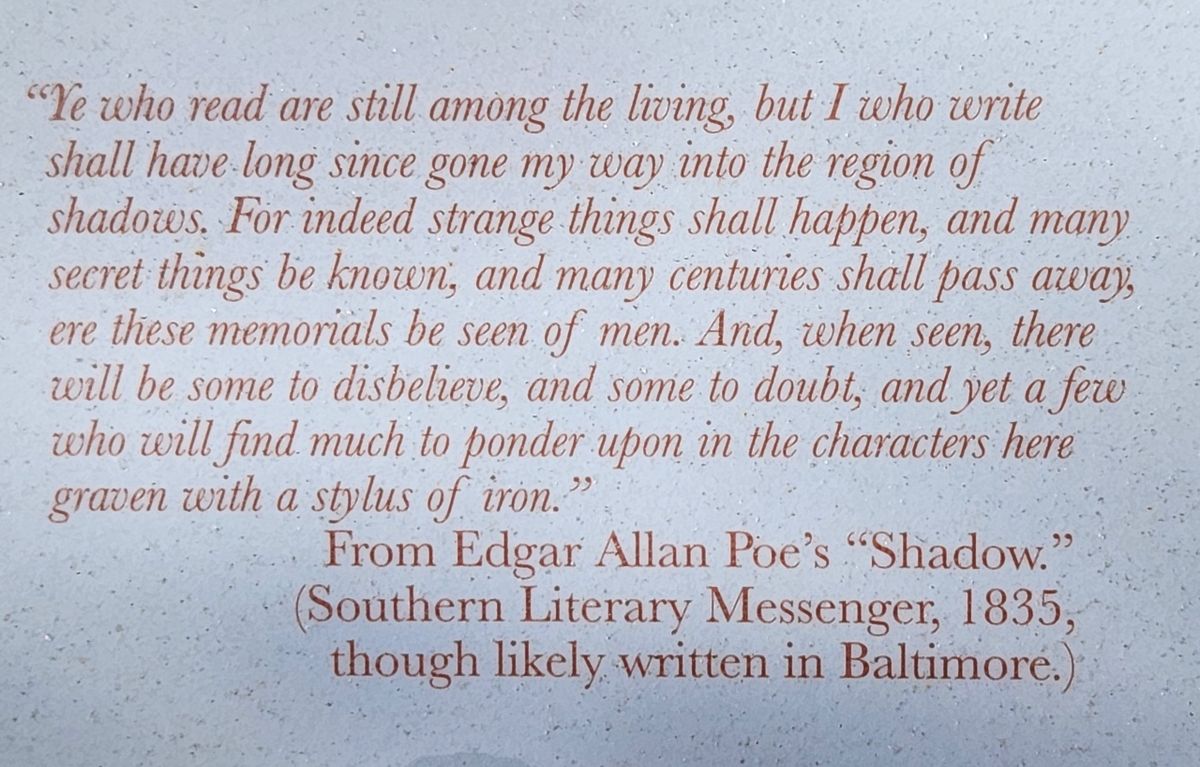 “Ye who read are still among the living, but I who write
shall have long since gone my way into the region of
shadows. For indeed strange things shall happen, and many
secret things be known, and many centuries shall pass away,
ere these memorials be seen of men. And, when seen, there
will be some to disbelieve, and some to doubt, and yet a few
who will find much to ponder upon in the characters here
graven with a stylus of iron.”
From Edgar Allan Poe’s “Shadow.”
(Southern Literary Messenger, 1835,
though likely written in Baltimore.)